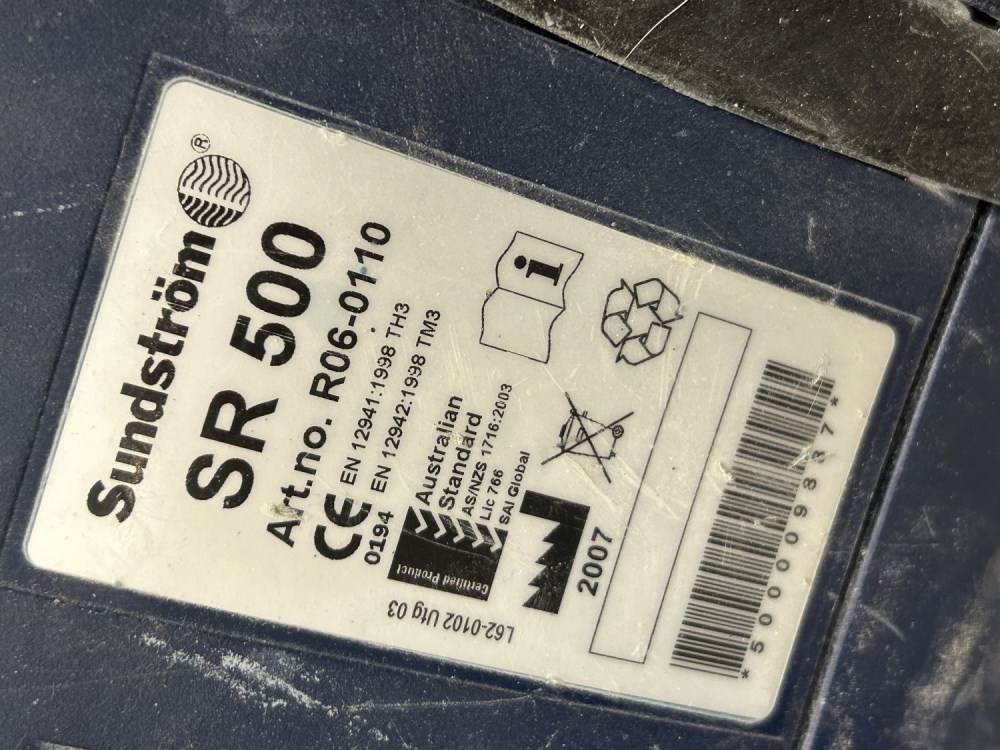 Sundström®
SR 500
Art.no. R06-0110
CE EN 12941:1998 TH3
0194 EN 12942:1998 TM3
Australian
Standard
AS/NZS 1716:2003
Lic 766
SAI Global
Certified Product
2007
L62-0102 Utg 03
*5000098337*